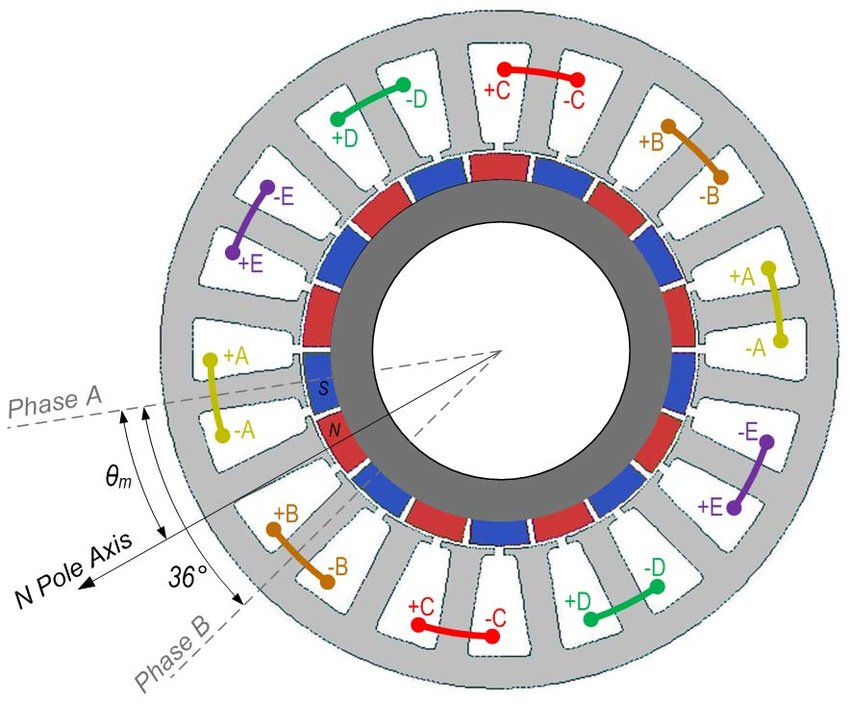 +C
-C
-D
+D
+B
-B
-E
+E
+A
-A
+A
-A
Phase A
S
N
θm
-E
+E
+B
-B
N Pole Axis
36°
+C
-C
+D
-D
Phase B